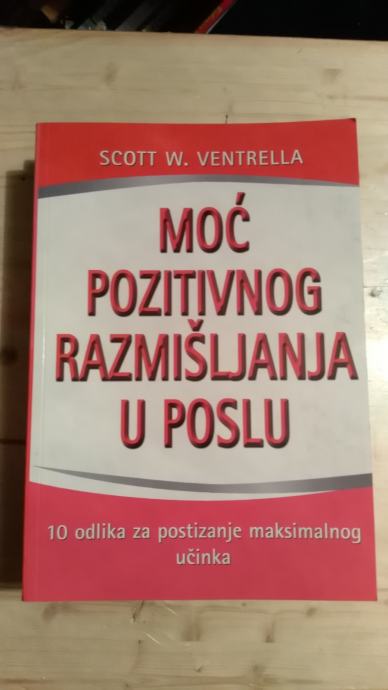 SCOTT W. VENTRELLA
MOĆ
POZITIVNOG
RAZMIŠLJANJA
U POSLU
10 odlika za postizanje maksimalnog
učinka